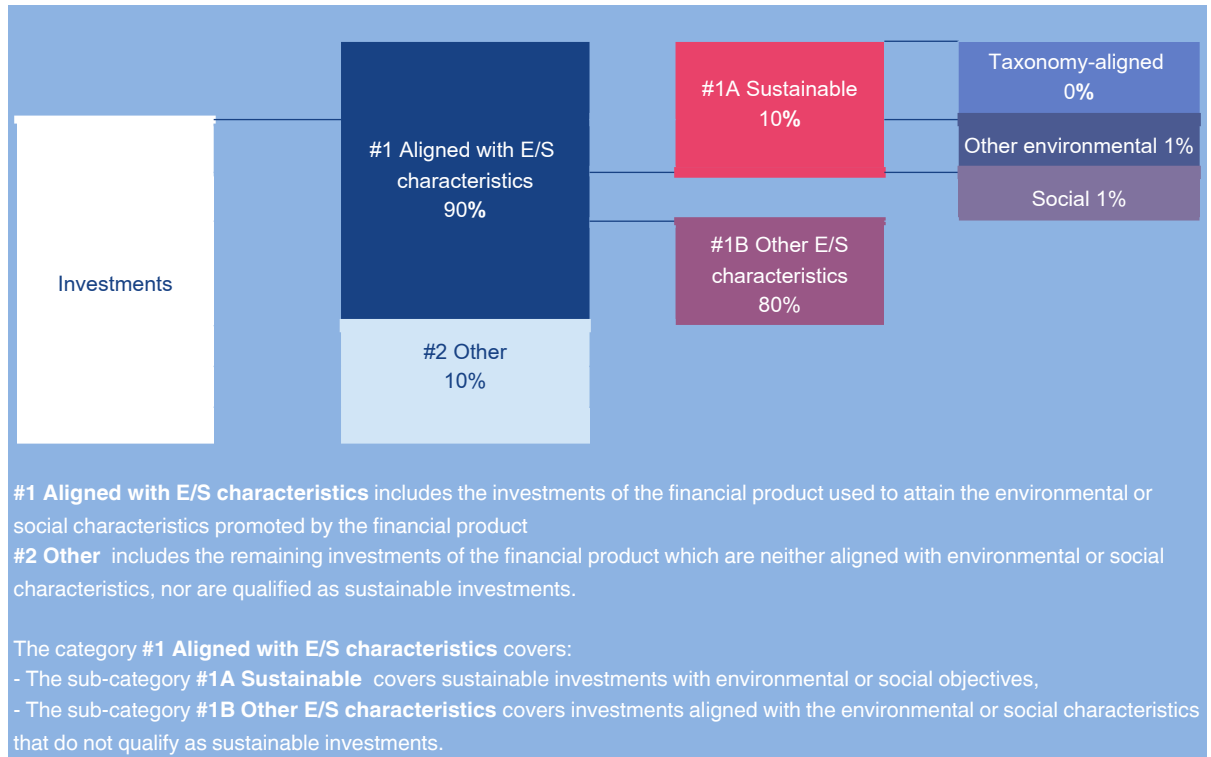 Investments
#1 Aligned with E/S
characteristics
90%
#2 Other
10%
#1A Sustainable
10%
#1B Other E/S
characteristics
80%
Taxonomy-aligned
0%
Other environmental 1%
Social 1%
#1 Aligned with E/S characteristics includes the investments of the financial product used to attain the environmental or
social characteristics promoted by the financial product
#2 Other includes the remaining investments of the financial product which are neither aligned with environmental or social
characteristics, nor are qualified as sustainable investments.
The category #1 Aligned with E/S characteristics covers:
- The sub-category #1A Sustainable covers sustainable investments with environmental or social objectives,
- The sub-category #1B Other E/S characteristics covers investments aligned with the environmental or social characteristics
that do not qualify as sustainable investments.